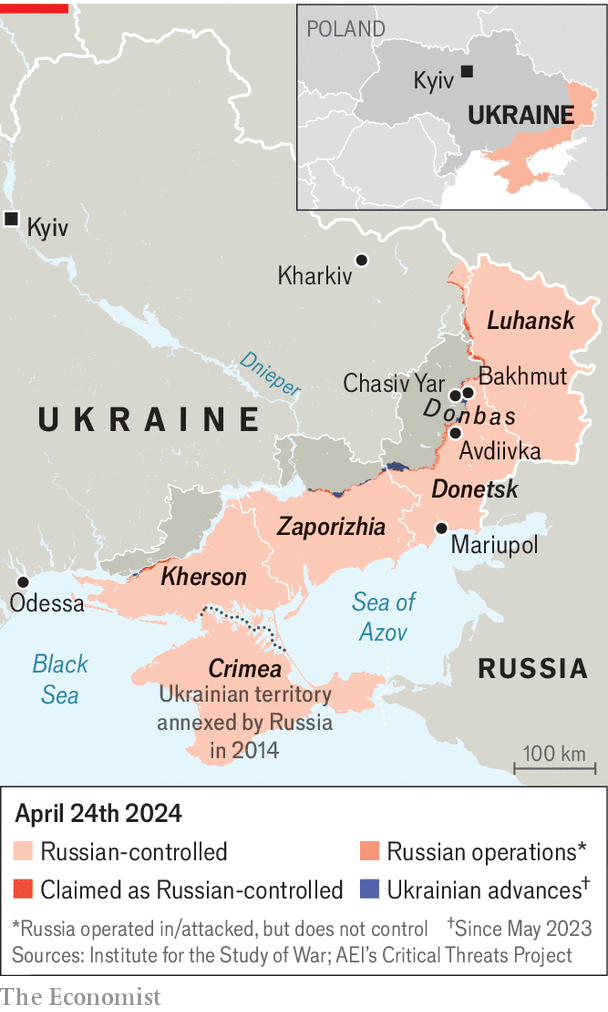 POLAND
Kyiv
UKRAINE
Kyiv
Kharkiv
Luhansk
Dnieper
Chasiv Yar
Bakhmut
UKRAINE
Donbas
Avdiivka
Donetsk
Zaporizhia
Mariupol
Kherson
Odessa
Sea of
Azov
Black
Sea
Crimea
RUSSIA
Ukrainian territory
annexed by Russia
in 2014
100 km
April 24th 2024
Russian-controlled
Russian operations*
Claimed as Russian-controlled
Ukrainian advances†
*Russia operated in/attacked, but does not control †Since May 2023
Sources: Institute for the Study of War; AEI's Critical Threats Project
The Economist